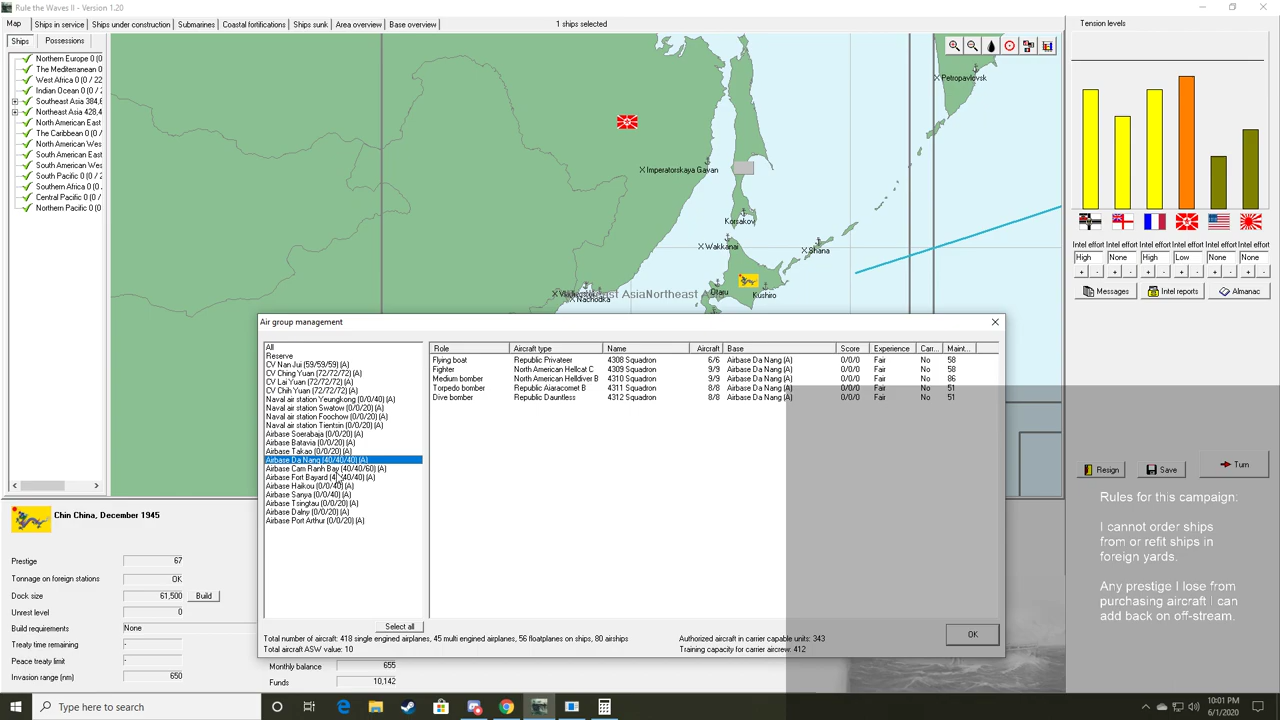 Rule the Waves II - Version 1.20
Map Ships in service Ships under construction Submarines Coastal fortifications Ships sunk Area overview Base overview
1 ships selected
Tension levels
Ships Possessions
Northern Europe 0 (0
The Mediterranean 0
West Africa 0 (0 / 22
Indian Ocean 0 (0 /
Southeast Asia 384,6
Northeast Asia 428,4
North American East
The Caribbean 0 (0 /
North American West
South American East
South American Wes
South Pacific 0 (0 /
Southern Africa 0 (0
Central Pacific 0 (0
Northern Pacific 0 (0
Petropavlovsk
Imperatorskaya Gavan
Korsakov
Wakkanai
Shana
Otaru
Kushiro
Nachodka
Northeast Asia
Intel effort Intel effort Intel effort Intel effort Intel effort Intel effort
High None High Low None None
+ - + - + - + - + - + -
Messages Intel reports Almanac
Resign Save Turn
Rules for this campaign:
I cannot order ships
from or refit ships in
foreign yards.
Any prestige I lose from
purchasing aircraft I can
add back on off-stream.
Air group management
All
Reserve
CV Nan Jui (59/59/59) (A)
CV Ching Yuan (72/72/72) (A)
CV Lai Yuan (72/72/72) (A)
CV Chih Yuan (72/72/72) (A)
Naval air station Yeungkong (0/0/40) (A)
Naval air station Swatow (0/0/20) (A)
Naval air station Foochow (0/0/20) (A)
Naval air station Tientsin (0/0/20) (A)
Airbase Soerabaja (0/0/20) (A)
Airbase Batavia (0/0/20) (A)
Airbase Takao (0/0/20) (A)
Airbase Da Nang (40/40/40) (A)
Airbase Cam Ranh Bay (40/40/60) (A)
Airbase Fort Bayard (40/40/40) (A)
Airbase Haikou (0/0/40) (A)
Airbase Sanya (0/0/40) (A)
Airbase Tsingtau (0/0/20) (A)
Airbase Dalny (0/0/20) (A)
Airbase Port Arthur (0/0/20) (A)
Select all
Role Aircraft type Name Aircraft Base Score Experience Carr... Maint...
Flying boat Republic Privateer 4308 Squadron 6/6 Airbase Da Nang (A) 0/0/0 Fair No 58
Fighter North American Hellcat C 4309 Squadron 9/9 Airbase Da Nang (A) 0/0/0 Fair No 58
Medium bomber North American Helldiver B 4310 Squadron 9/9 Airbase Da Nang (A) 0/0/0 Fair No 86
Torpedo bomber Republic Aiaracomet B 4311 Squadron 8/8 Airbase Da Nang (A) 0/0/0 Fair No 51
Dive bomber Republic Dauntless 4312 Squadron 8/8 Airbase Da Nang (A) 0/0/0 Fair No 51
Total number of aircraft: 418 single engined airplanes, 45 multi engined airplanes, 56 floatplanes on ships, 80 airships
Total aircraft ASW value: 10
Authorized aircraft in carrier capable units: 343
Training capacity for carrier aircrew: 412
OK
Chin China, December 1945
Prestige 67
Tonnage on foreign stations OK
Dock size 61,500 Build
Unrest level 0
Build requirements None
Treaty time remaining -
Peace treaty limit -
Invasion range (nm) 650
Monthly balance 655
Funds 10,142
Type here to search
10:01 PM
6/1/2020